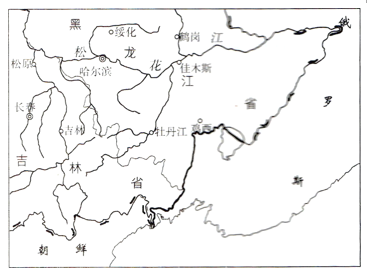 黑
绥化
鹤岗
江
俄
松
龙
花
松原
哈尔滨
佳木斯
江
长春
省
罗
吉林
牡丹江
鸡西
吉
林
省
斯
朝
鲜